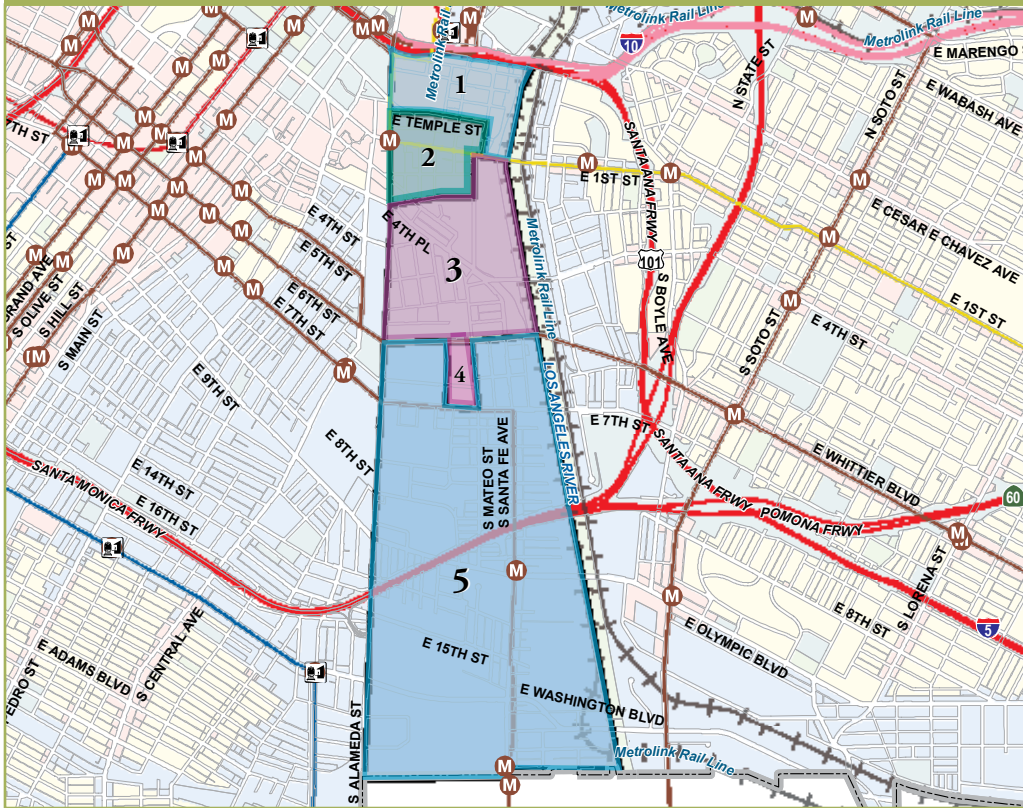 Metrolink Rail Line
10
Metrolink Rail Line
E MARENGO
Metrolink Rail
N STATE ST
N SOTO ST
E WABASH AVE
1
7TH ST
E TEMPLE ST
2
SANTA ANA FRWY
E 1ST ST
E 4TH ST
E 5TH ST
E 4TH PL
3
Metrolink Rail Line
101
S BOYLE AVE
E CESAR E CHAVEZ AVE
E 1ST ST
GRAND AVE
S OLIVE ST
S HILL ST
S MAIN ST
E 6TH ST
E 7TH ST
S SOTO ST
E 4TH ST
4
E 9TH ST
E 8TH ST
LOS ANGELES RIVER
E 7TH ST
SANTA ANA FRWY
S MATEO ST
S SANTA FE AVE
E WHITTIER BLVD
60
SANTA MONICA FRWY
E 14TH ST
E 16TH ST
POMONA FRWY
5
S LORENA ST
E 8TH ST
5
E 15TH ST
E OLYMPIC BLVD
E ADAMS BLVD
S CENTRAL AVE
PEDRO ST
S ALAMEDA ST
E WASHINGTON BLVD
Metrolink Rail Line